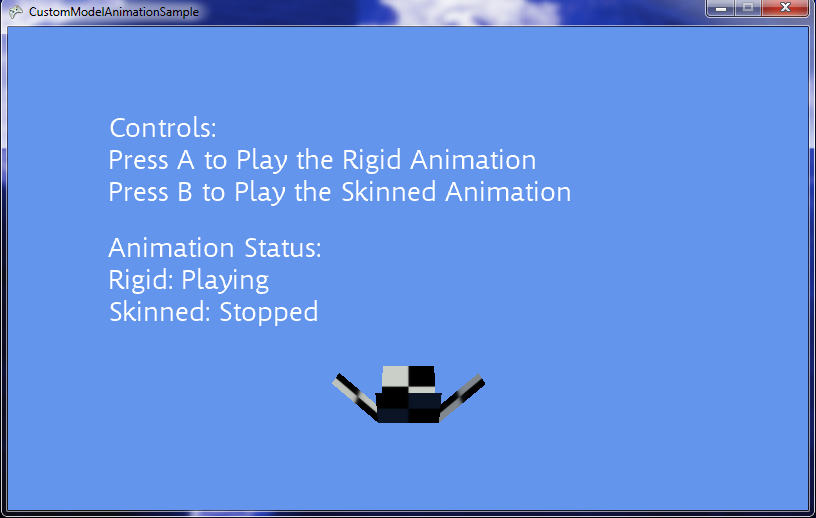 CustomModelAnimationSample
Controls:
Press A to Play the Rigid Animation
Press B to Play the Skinned Animation
Animation Status:
Rigid: Playing
Skinned: Stopped